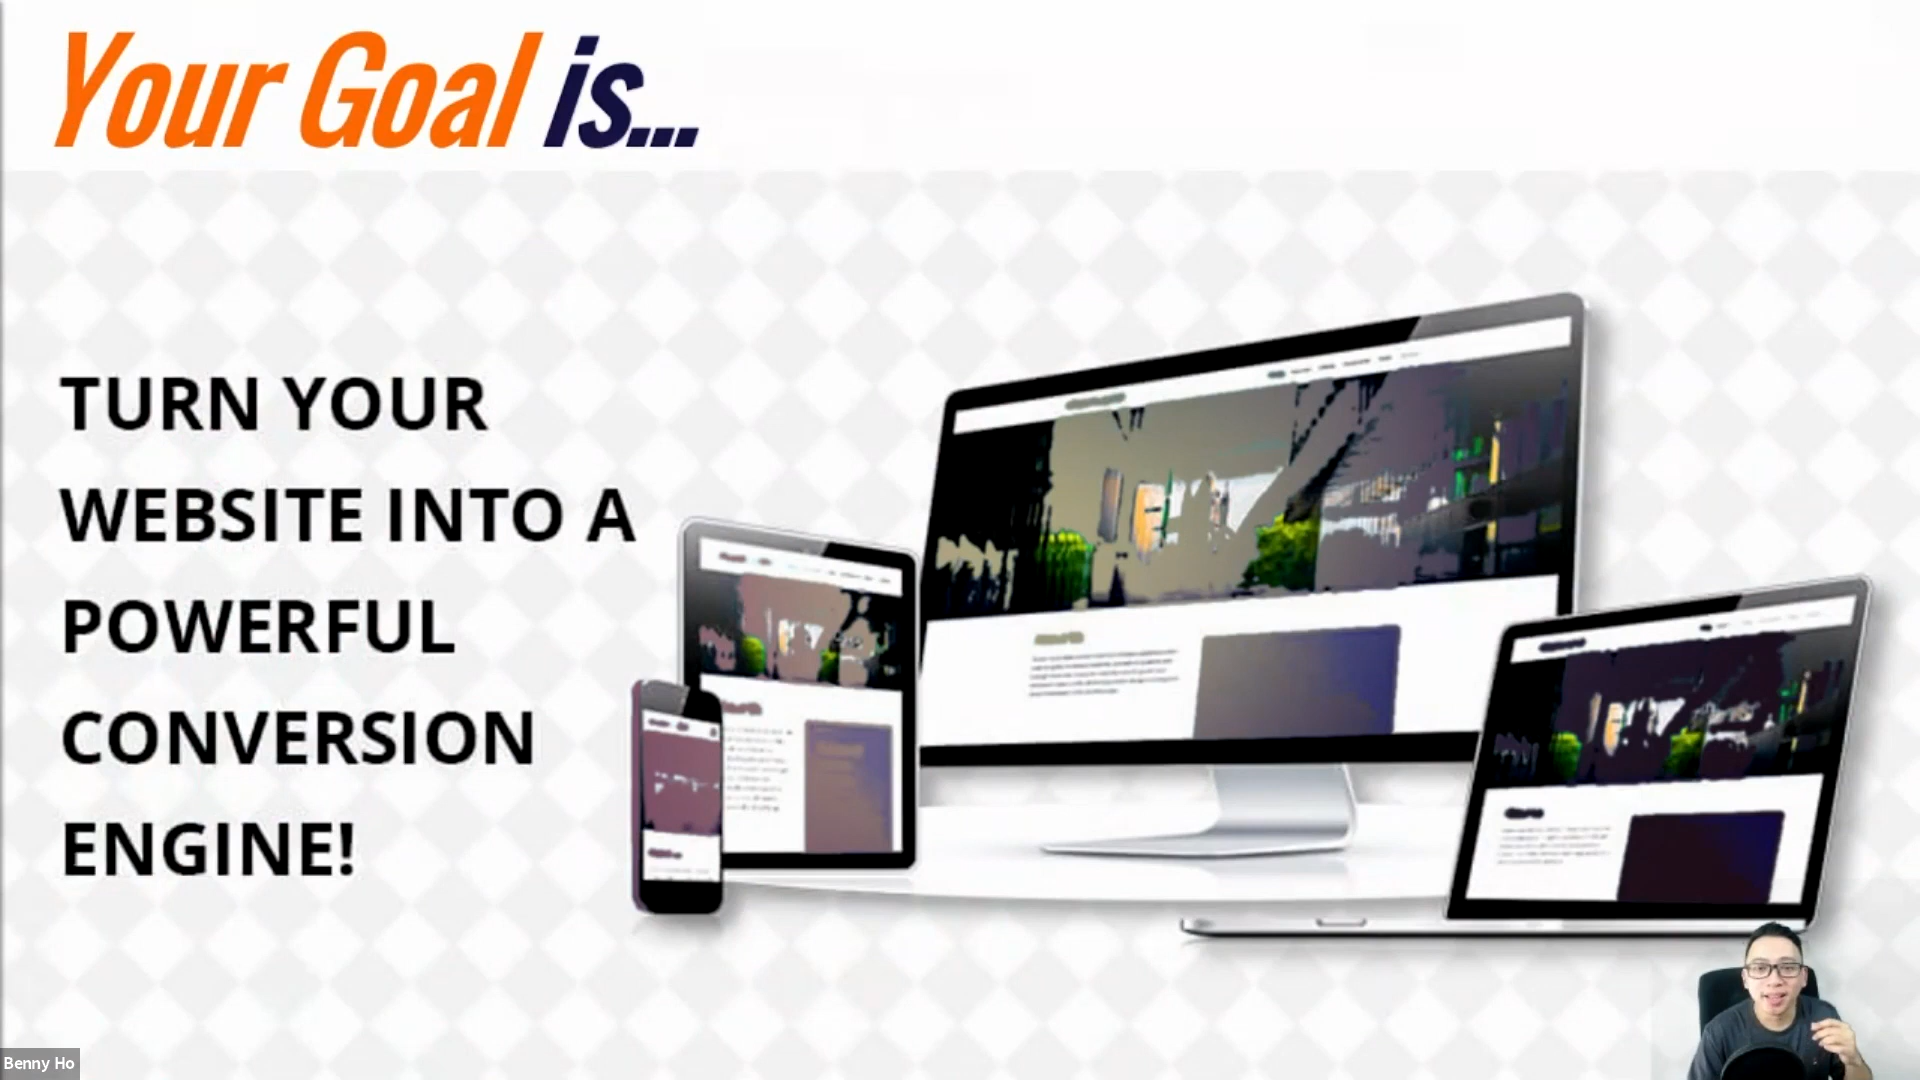 Your Goal is...
TURN YOUR
WEBSITE INTO A
POWERFUL
CONVERSION
ENGINE!
Benny Ho